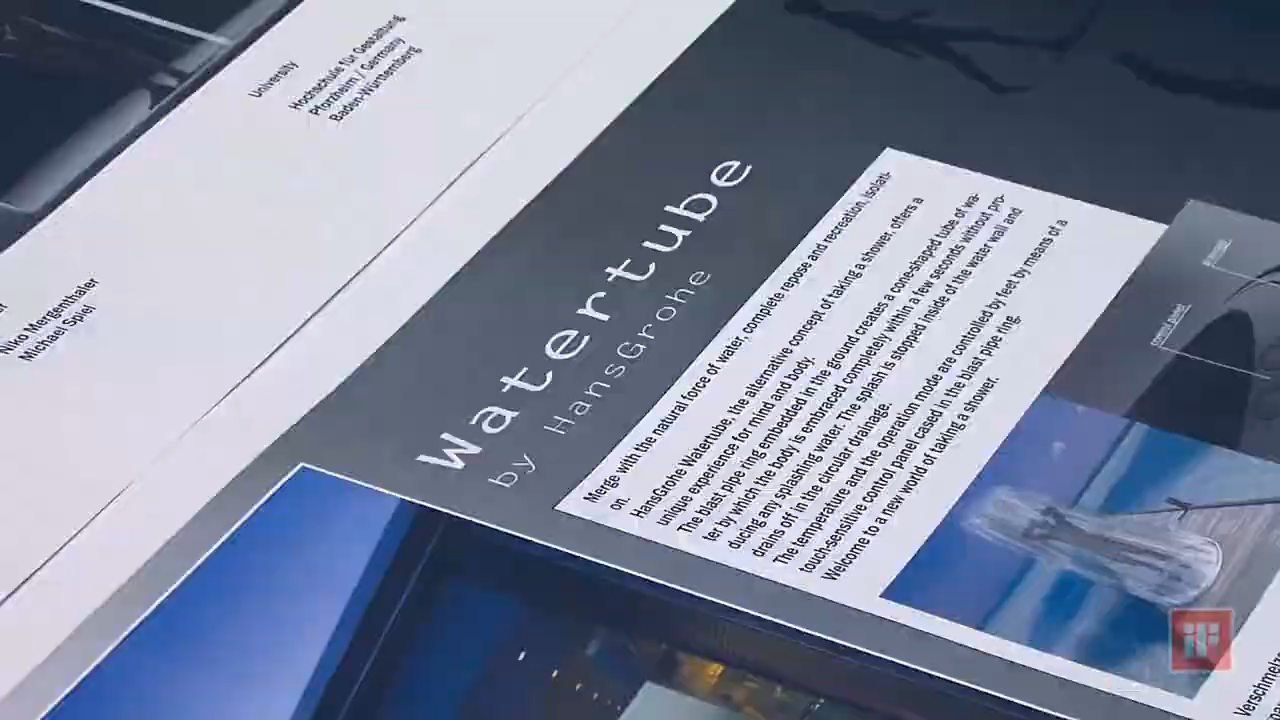 University
Hochschule für Gestaltung
Pforzheim / Germany
Baden-Württemberg
Niko Mergenthaler
Michael Spiel
Watertube
by HansGrohe
Merge with the natural force of water, complete repose and recreation, isolati-
on.
HansGrohe Watertube, the alternative concept of taking a shower, offers a
unique experience for mind and body.
The blast pipe ring embedded in the ground creates a cone-shaped tube of wa-
ter by which the body is embraced completely within a few seconds without pro-
ducing any splashing water. The splash is stopped inside of the water wall and
drains off in the circular drainage.
The temperature and the operation mode are controlled by feet by means of a
touch-sensitive control panel cased in the blast pipe ring.
Welcome to a new world of taking a shower.
control panel
iF